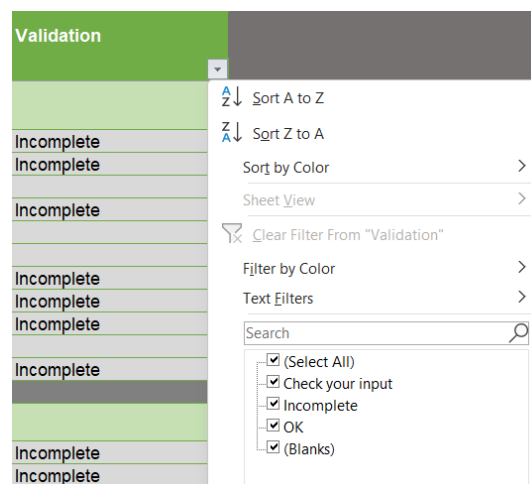 Validation
Sort A to Z
Sort Z to A
Incomplete
Incomplete
Sort by Color
Sheet View
Incomplete
Clear Filter From "Validation"
Filter by Color
Incomplete
Text Filters
Incomplete
Incomplete
Search
(Select All)
Incomplete
Check your input
Incomplete
OK
(Blanks)
Incomplete
Incomplete